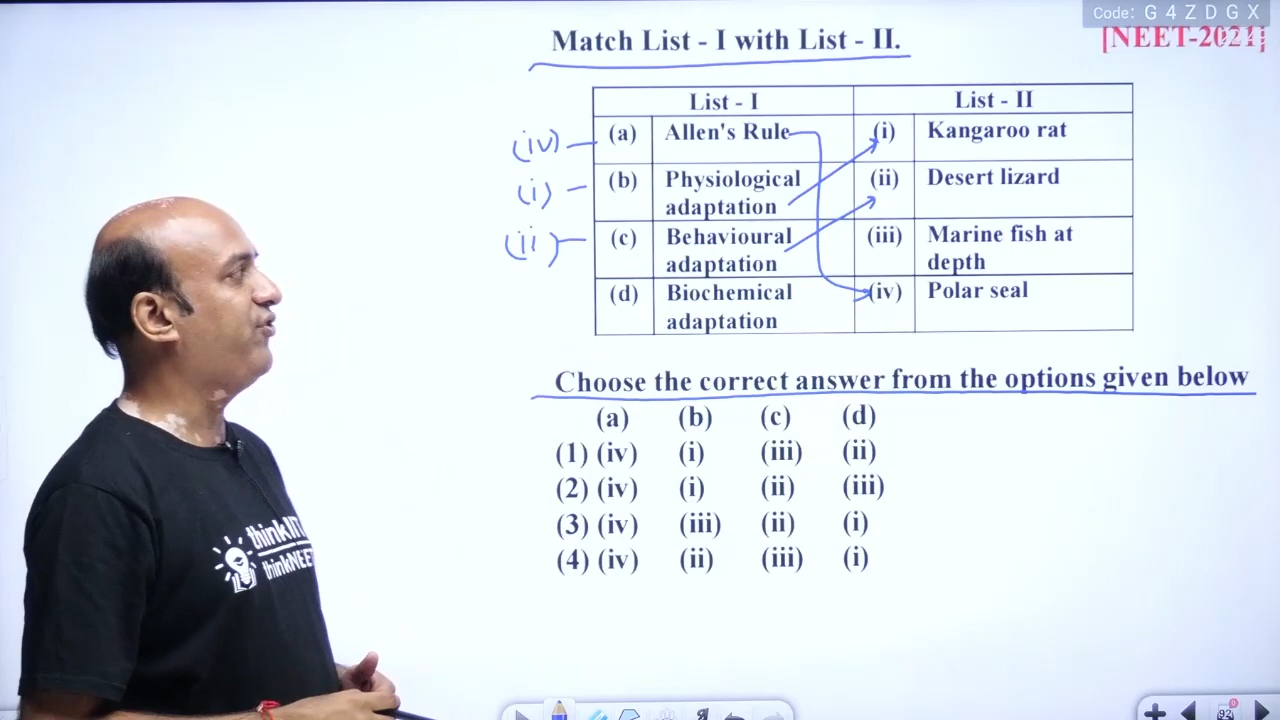 Code: G 4 Z D G X
Match List - I with List - II.
[NEET-2021]
List - I List - II
(iv) (a) Allen's Rule (i) Kangaroo rat
(i) (b) Physiological adaptation (ii) Desert lizard
(ii) (c) Behavioural adaptation (iii) Marine fish at depth
(d) Biochemical adaptation (iv) Polar seal
Choose the correct answer from the options given below
(a) (b) (c) (d)
(1) (iv) (i) (iii) (ii)
(2) (iv) (i) (ii) (iii)
(3) (iv) (iii) (ii) (i)
(4) (iv) (ii) (iii) (i)
thinkNEET
92